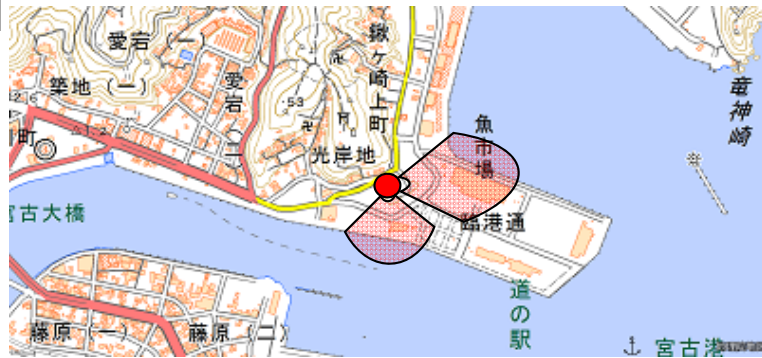 愛宕（一）
築地（一）
愛宕（二）
鍬ヶ崎上町
・53
光岸地
魚市場
竜神崎
町
宮古大橋
臨港通
道の駅
藤原（一）
藤原（二）
宮古港